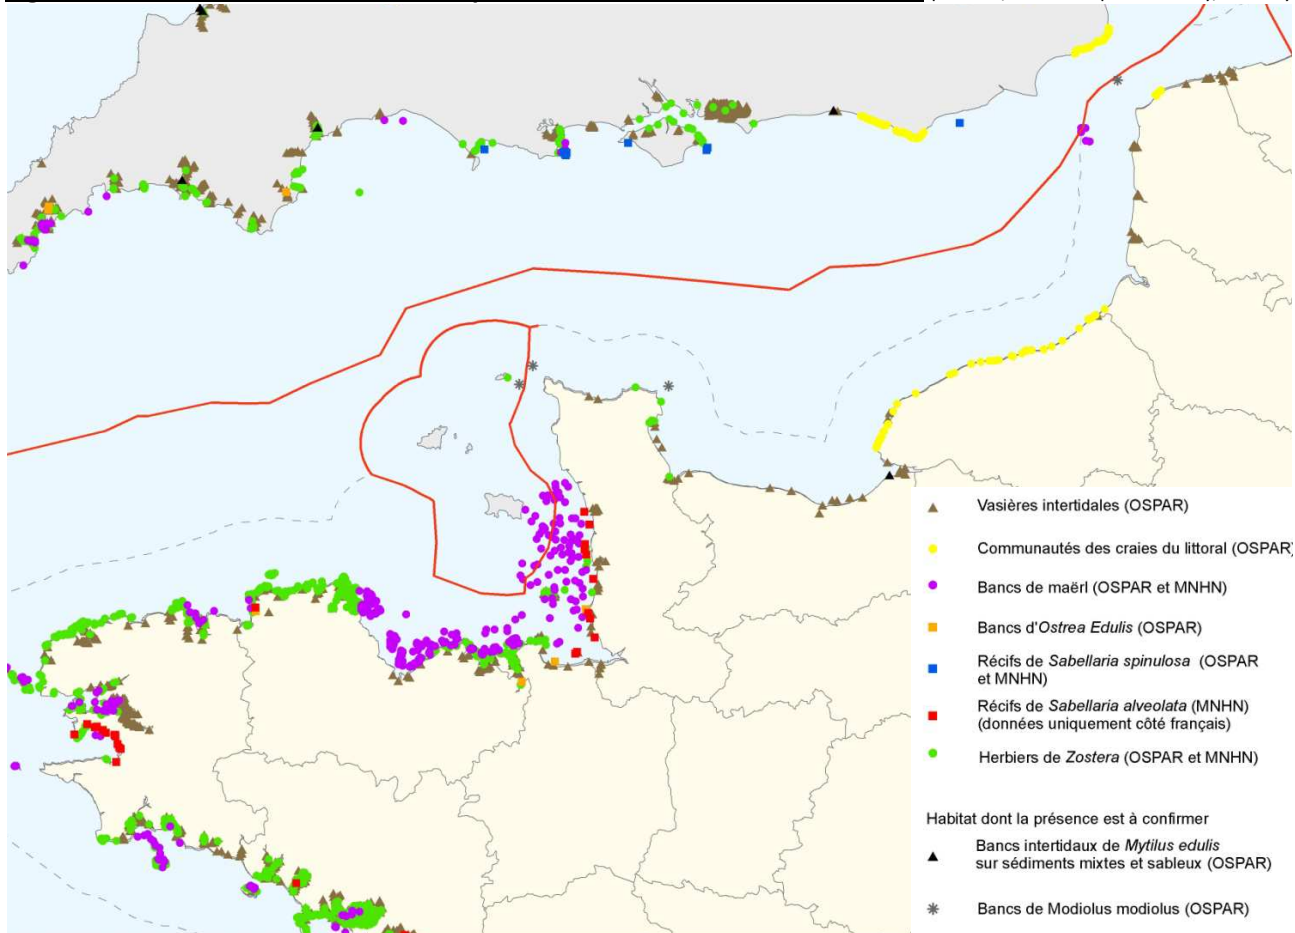 Vasières intertidales (OSPAR)
Communautés des craies du littoral (OSPAR)
Bancs de maërl (OSPAR et MNHN)
Bancs d'Ostrea Edulis (OSPAR)
Récifs de Sabellaria spinulosa (OSPAR
et MNHN)
Récifs de Sabellaria alveolata (MNHN)
(données uniquement côté français)
Herbiers de Zostera (OSPAR et MNHN)
Habitat dont la présence est à confirmer
Bancs intertidaux de Mytilus edulis
sur sédiments mixtes et sableux (OSPAR)
Bancs de Modiolus modiolus (OSPAR)